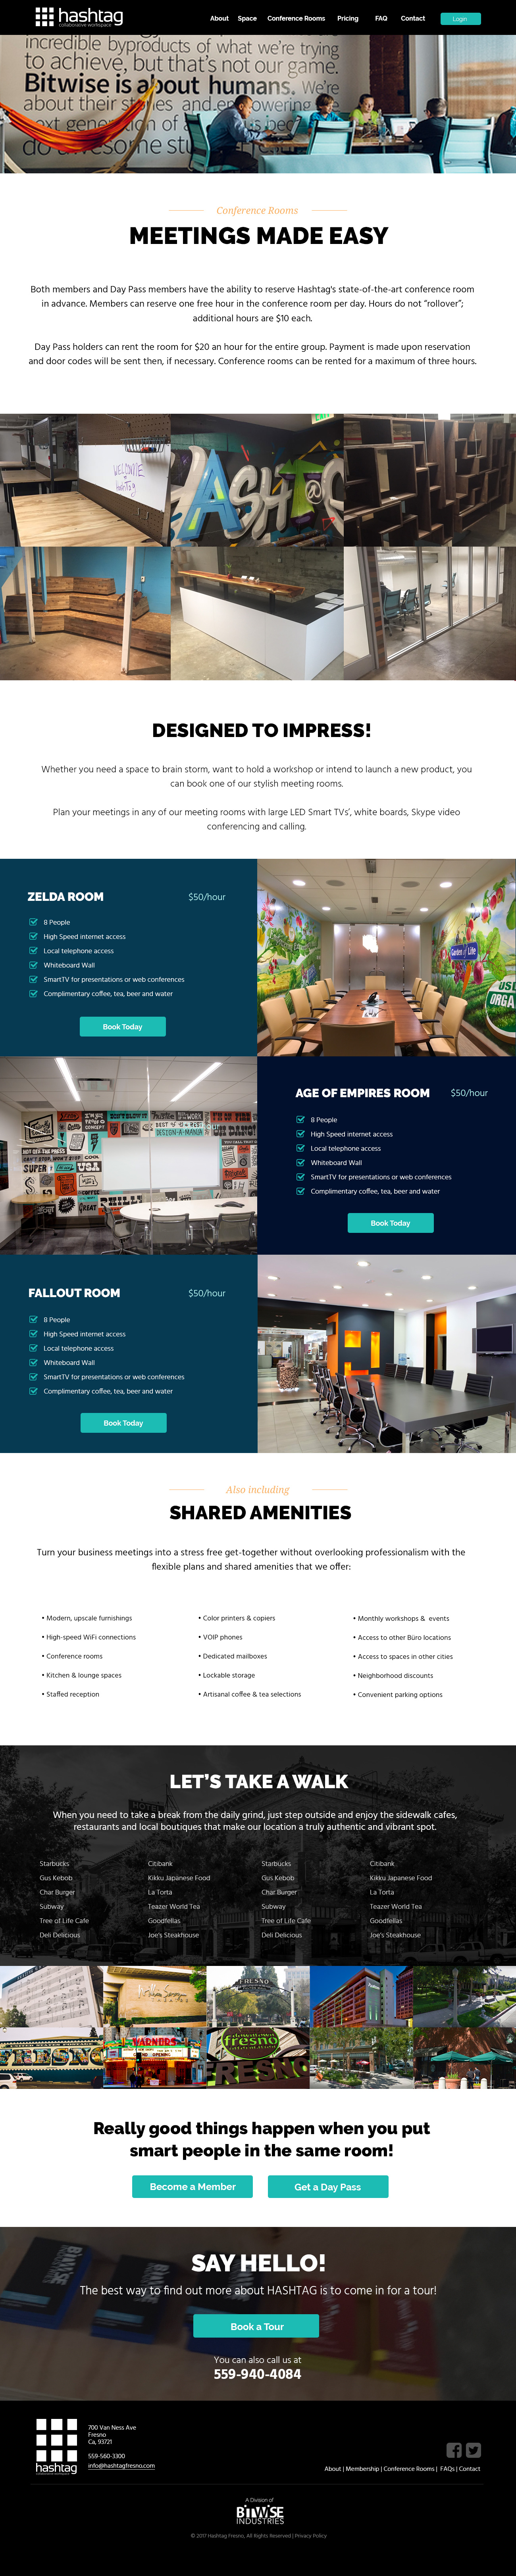 hashtag
collaborative workspace
About Space Conference Rooms Pricing FAQ Contact Login
incredible people by focusing on what we're trying
Bitwise is about humans. We're
about their stories and
next generation of
do awesome stu
Conference Rooms
MEETINGS MADE EASY
Both members and Day Pass members have the ability to reserve Hashtag's state-of-the-art conference room
in advance. Members can reserve one free hour in the conference room per day. Hours do not "rollover";
additional hours are $10 each.
Day Pass holders can rent the room for $20 an hour for the entire group. Payment is made upon reservation
and door codes will be sent then, if necessary. Conference rooms can be rented for a maximum of three hours.
WELCOME
to
HashTag
DESIGNED TO IMPRESS!
Whether you need a space to brain storm, want to hold a workshop or intend to launch a new product, you
can book one of our stylish meeting rooms.
Plan your meetings in any of our meeting rooms with large LED Smart TVs', white boards, Skype video
conferencing and calling.
ZELDA ROOM $50/hour
8 People
High Speed internet access
Local telephone access
Whiteboard Wall
SmartTV for presentations or web conferences
Complimentary coffee, tea, beer and water
Book Today
Garden of Life
USDA
ORGA
AGE OF EMPIRES ROOM $50/hour
8 People
High Speed internet access
Local telephone access
Whiteboard Wall
SmartTV for presentations or web conferences
Complimentary coffee, tea, beer and water
Book Today
FALLOUT ROOM $50/hour
8 People
High Speed internet access
Local telephone access
Whiteboard Wall
SmartTV for presentations or web conferences
Complimentary coffee, tea, beer and water
Book Today
Also including
SHARED AMENITIES
Turn your business meetings into a stress free get-together without overlooking professionalism with the
flexible plans and shared amenities that we offer:
• Modern, upscale furnishings
• High-speed WiFi connections
• Conference rooms
• Kitchen & lounge spaces
• Staffed reception
• Color printers & copiers
• VOIP phones
• Dedicated mailboxes
• Lockable storage
• Artisanal coffee & tea selections
• Monthly workshops & events
• Access to other Büro locations
• Access to spaces in other cities
• Neighborhood discounts
• Convenient parking options
LET'S TAKE A WALK
When you need to take a break from the daily grind, just step outside and enjoy the sidewalk cafes,
restaurants and local boutiques that make our location a truly authentic and vibrant spot.
Starbucks
Gus Kebob
Char Burger
Subway
Tree of Life Cafe
Deli Delicious
Citibank
Kikku Japanese Food
La Torta
Teazer World Tea
Goodfellas
Joe's Steakhouse
Starbucks
Gus Kebob
Char Burger
Subway
Tree of Life Cafe
Deli Delicious
Citibank
Kikku Japanese Food
La Torta
Teazer World Tea
Goodfellas
Joe's Steakhouse
FRESNO
WARNORS
downtown
fresno
FRESNO
Really good things happen when you put
smart people in the same room!
Become a Member Get a Day Pass
SAY HELLO!
The best way to find out more about HASHTAG is to come in for a tour!
Book a Tour
You can also call us at
559-940-4084
hashtag
700 Van Ness Ave
Fresno
Ca, 93721
559-560-3300
info@hashtagfresno.com
About | Membership | Conference Rooms | FAQs | Contact
A Division of
BITWISE
INDUSTRIES
© 2017 Hashtag Fresno, All Rights Reserved | Privacy Policy